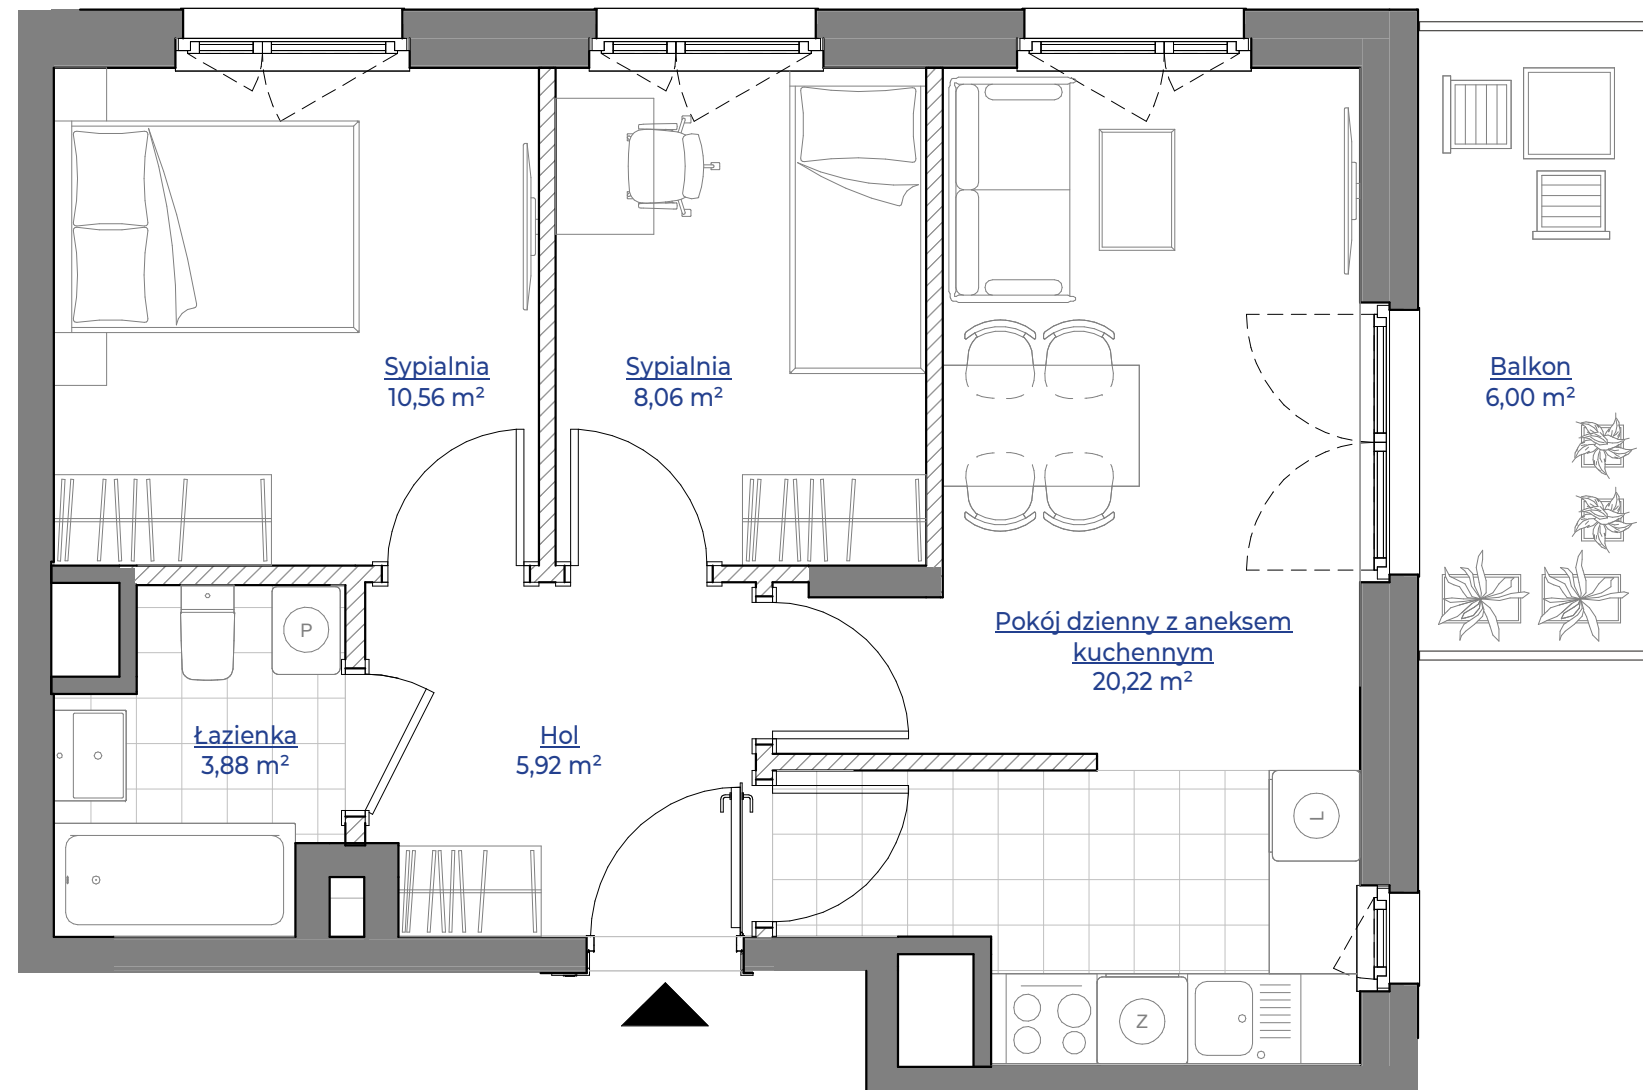 Sypialnia
10,56 m²
Sypialnia
8,06 m²
Balkon
6,00 m²
Pokój dzienny z aneksem
kuchennym
20,22 m²
P
Łazienka
3,88 m²
Hol
5,92 m²
L
Z